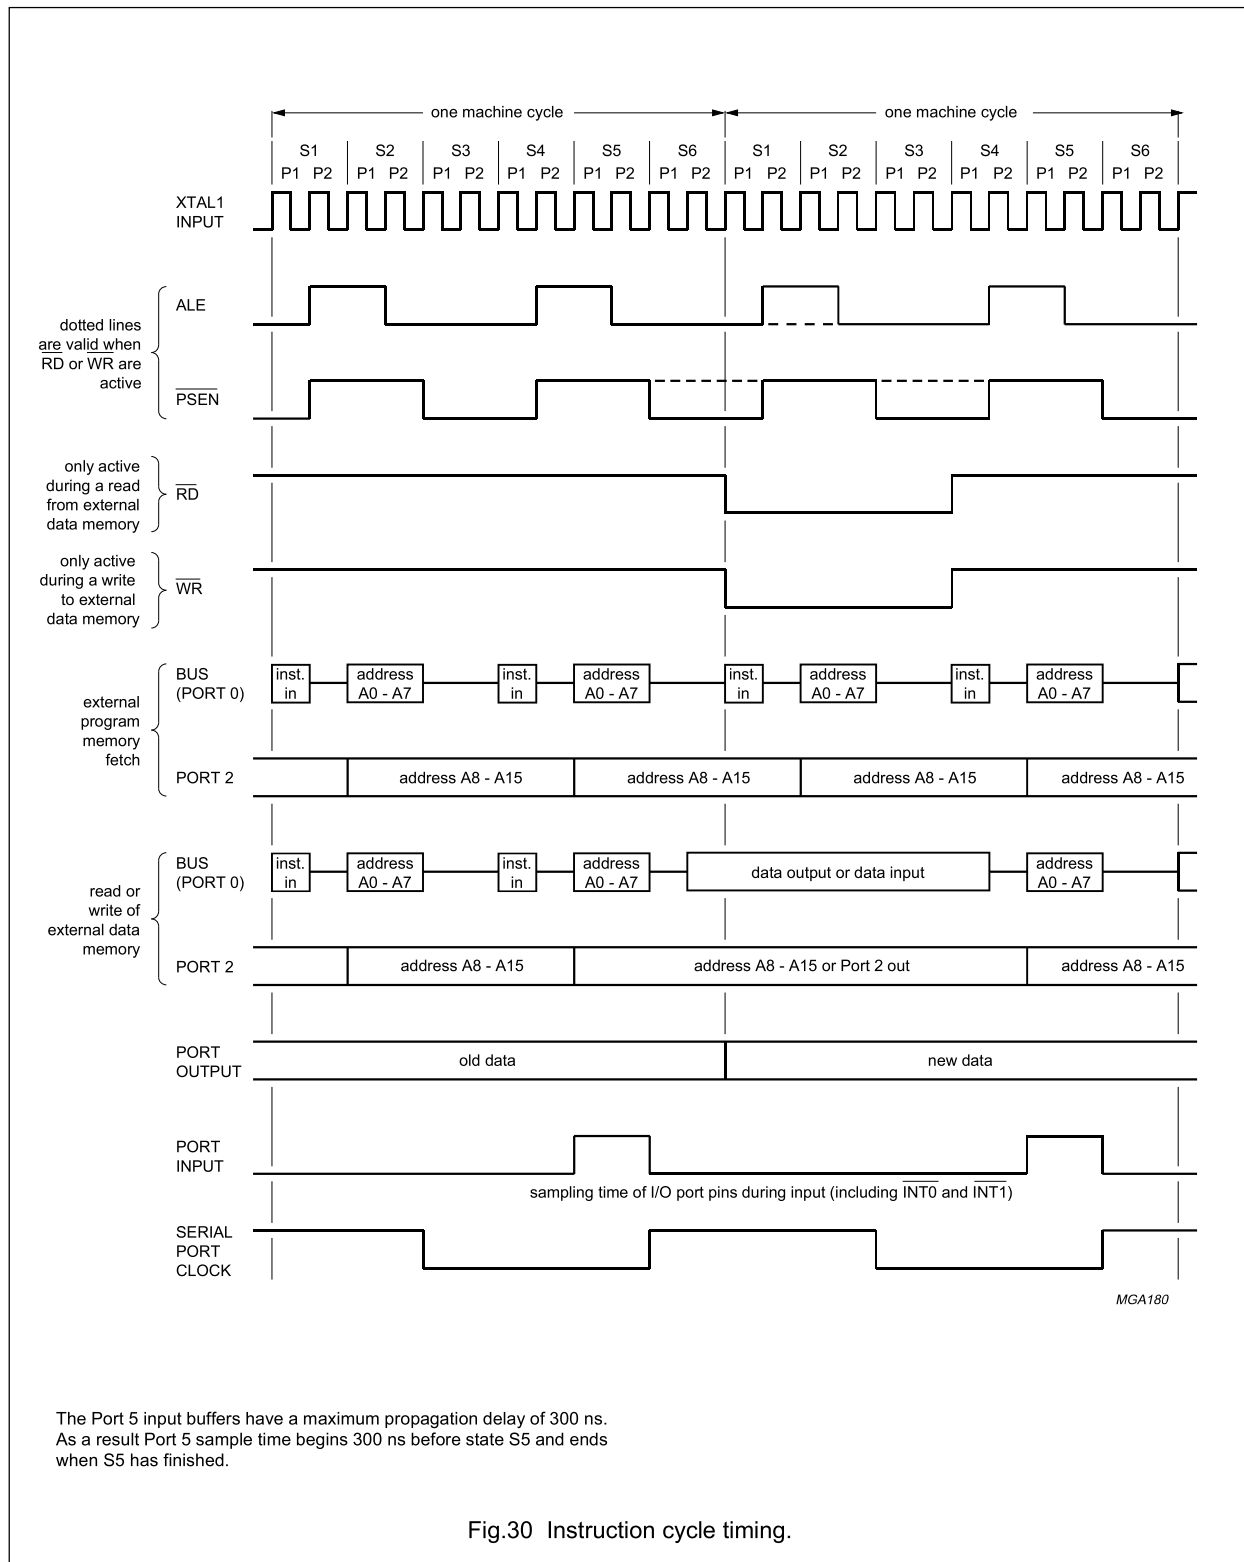 one machine cycle one machine cycle
S1 S2 S3 S4 S5 S6 S1 S2 S3 S4 S5 S6
P1 P2 P1 P2 P1 P2 P1 P2 P1 P2 P1 P2 P1 P2 P1 P2 P1 P2 P1 P2 P1 P2 P1 P2
XTAL1
INPUT
dotted lines
are valid when
RD or WR are
active
ALE
PSEN
only active
during a read
from external
data memory
RD
only active
during a write
to external
data memory
WR
external
program
memory
fetch
BUS
(PORT 0)
inst. address inst. address inst. address inst. address
in A0 - A7 in A0 - A7 in A0 - A7 in A0 - A7
PORT 2
address A8 - A15 address A8 - A15 address A8 - A15 address A8 - A15
read or
write of
external data
memory
BUS
(PORT 0)
inst. address inst. address data output or data input address
in A0 - A7 in A0 - A7 A0 - A7
PORT 2
address A8 - A15 address A8 - A15 or Port 2 out address A8 - A15
PORT
OUTPUT
old data new data
PORT
INPUT
sampling time of I/O port pins during input (including INT0 and INT1)
SERIAL
PORT
CLOCK
MGA180
The Port 5 input buffers have a maximum propagation delay of 300 ns.
As a result Port 5 sample time begins 300 ns before state S5 and ends
when S5 has finished.
Fig.30 Instruction cycle timing.